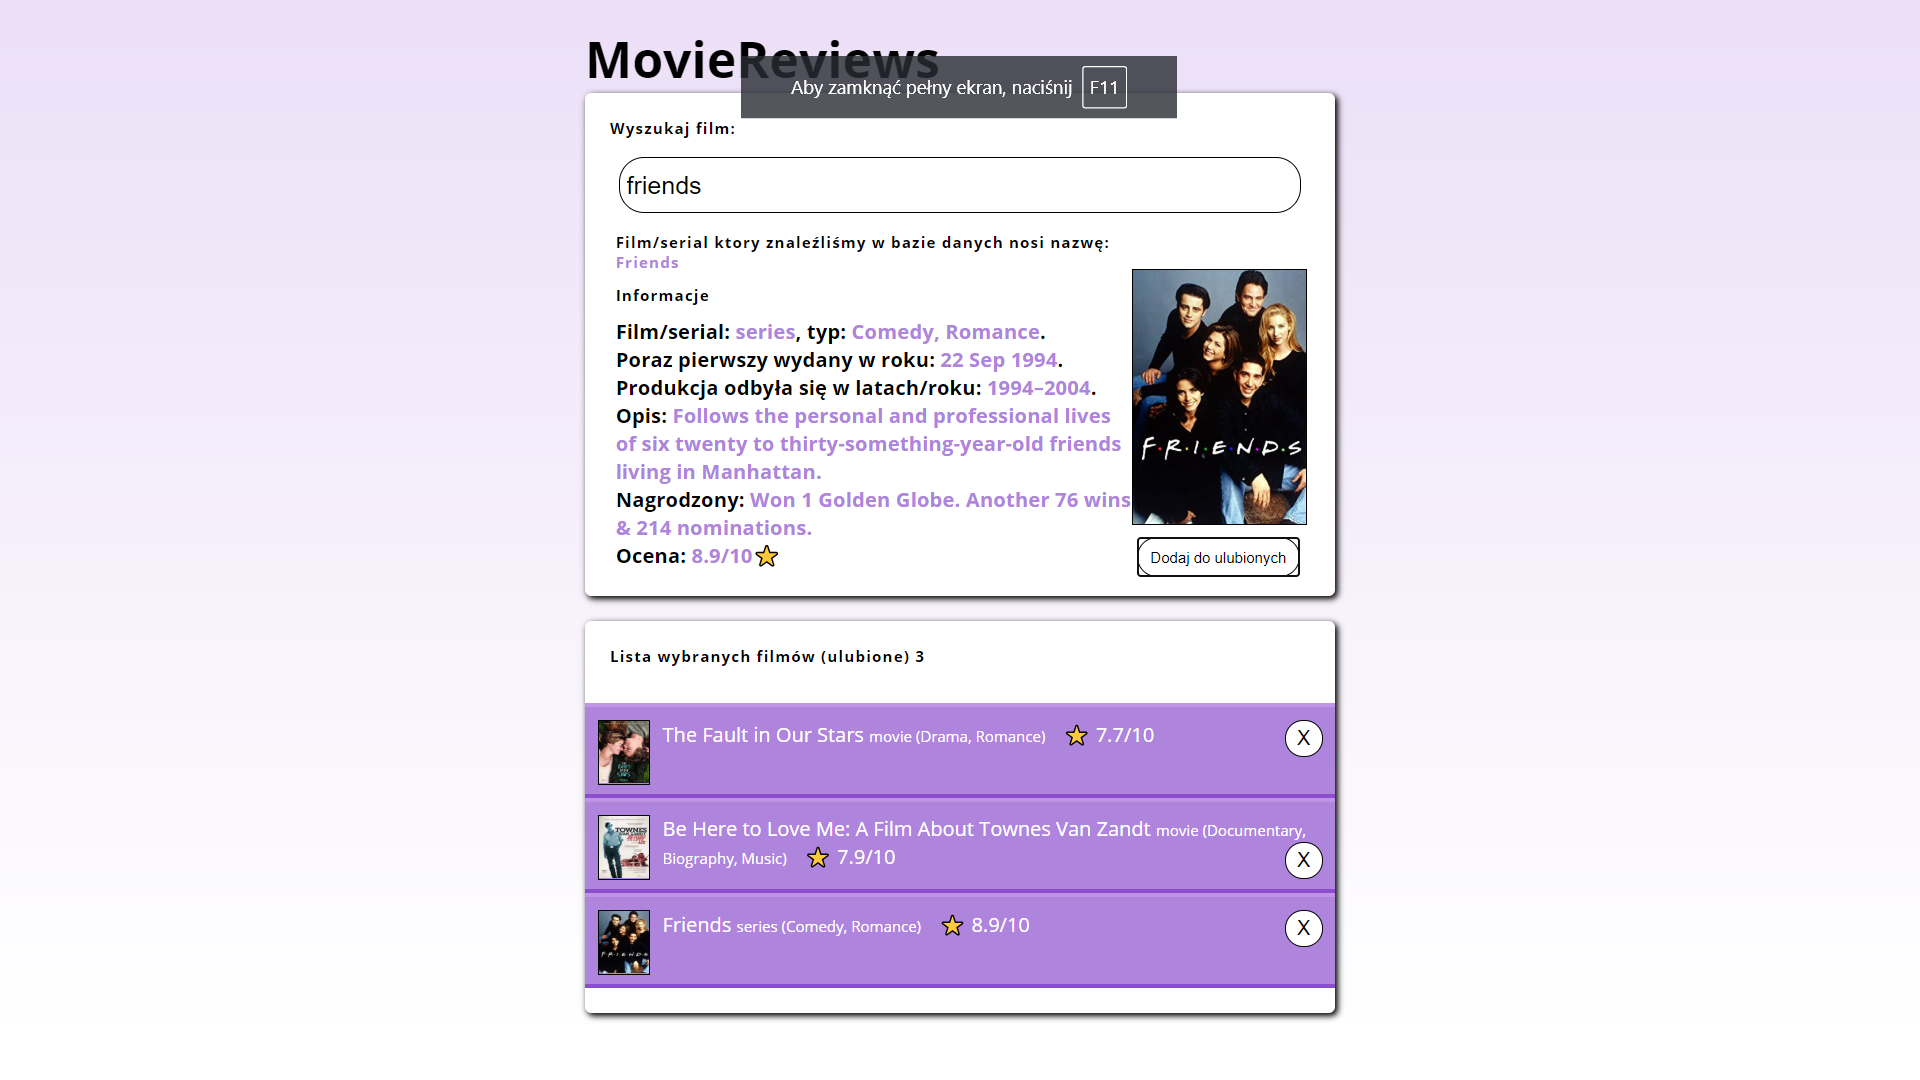 MovieReviews
Aby zamknąć pełny ekran, naciśnij F11
Wyszukaj film:
friends
Film/serial ktory znaleźliśmy w bazie danych nosi nazwę:
Friends
Informacje
Film/serial: series, typ: Comedy, Romance.
Poraz pierwszy wydany w roku: 22 Sep 1994.
Produkcja odbyła się w latach/roku: 1994–2004.
Opis: Follows the personal and professional lives
of six twenty to thirty-something-year-old friends
living in Manhattan.
Nagrodzony: Won 1 Golden Globe. Another 76 wins
& 214 nominations.
Ocena: 8.9/10
F·R·I·E·N·D·S
Dodaj do ulubionych
Lista wybranych filmów (ulubione) 3
The Fault in Our Stars movie (Drama, Romance) 7.7/10
X
Be Here to Love Me: A Film About Townes Van Zandt movie (Documentary,
Biography, Music) 7.9/10
X
TOWNES
VAN ZANDT
Friends series (Comedy, Romance) 8.9/10
X
F·R·I·E·N·D·S